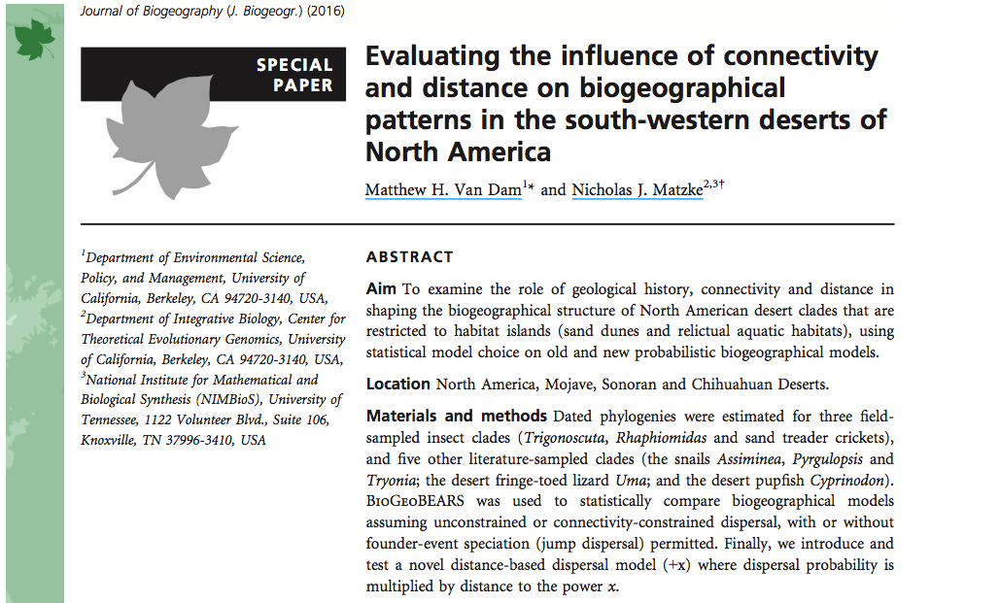 Journal of Biogeography (J. Biogeogr.) (2016)
SPECIAL
PAPER
Evaluating the influence of connectivity
and distance on biogeographical
patterns in the south-western deserts of
North America
Matthew H. Van Dam1* and Nicholas J. Matzke2,3†
1Department of Environmental Science,
Policy, and Management, University of
California, Berkeley, CA 94720-3140, USA,
2Department of Integrative Biology, Center for
Theoretical Evolutionary Genomics, University
of California, Berkeley, CA 94720-3140, USA,
3National Institute for Mathematical and
Biological Synthesis (NIMBioS), University of
Tennessee, 1122 Volunteer Blvd., Suite 106,
Knoxville, TN 37996-3410, USA
ABSTRACT
Aim To examine the role of geological history, connectivity and distance in
shaping the biogeographical structure of North American desert clades that are
restricted to habitat islands (sand dunes and relictual aquatic habitats), using
statistical model choice on old and new probabilistic biogeographical models.
Location North America, Mojave, Sonoran and Chihuahuan Deserts.
Materials and methods Dated phylogenies were estimated for three field-
sampled insect clades (Trigonoscuta, Rhaphiomidas and sand treader crickets),
and five other literature-sampled clades (the snails Assiminea, Pyrgulopsis and
Tryonia; the desert fringe-toed lizard Uma; and the desert pupfish Cyprinodon).
BIOGEOBEARS was used to statistically compare biogeographical models
assuming unconstrained or connectivity-constrained dispersal, with or without
founder-event speciation (jump dispersal) permitted. Finally, we introduce and
test a novel distance-based dispersal model (+x) where dispersal probability is
multiplied by distance to the power x.